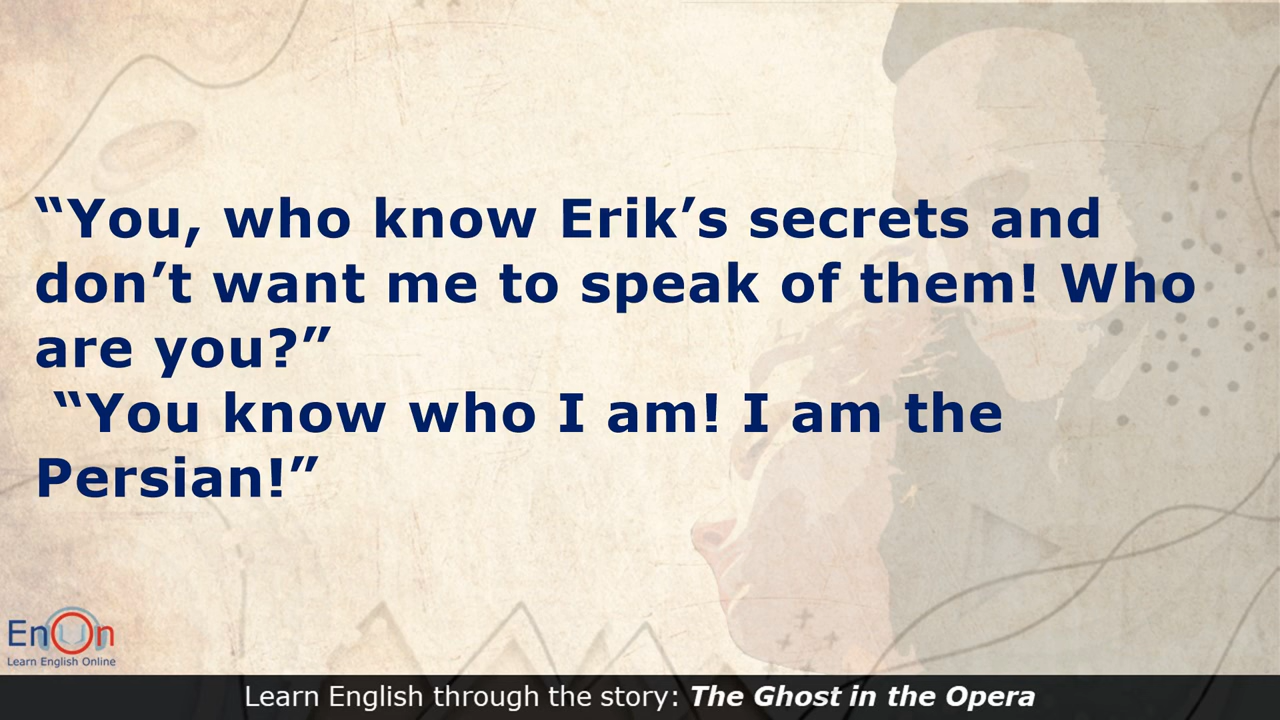 “You, who know Erik’s secrets and
don’t want me to speak of them! Who
are you?”
“You know who I am! I am the
Persian!”
EnOn
Learn English Online
Learn English through the story: The Ghost in the Opera